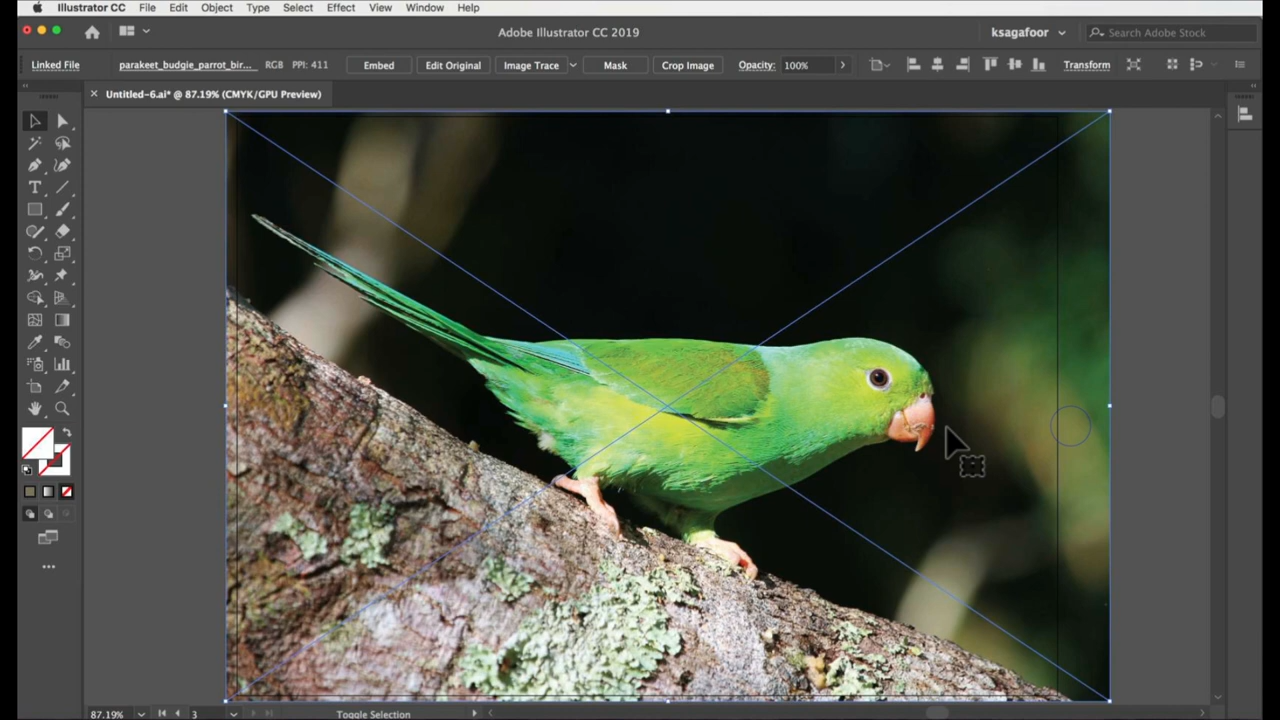 Illustrator CC File Edit Object Type Select Effect View Window Help
Adobe Illustrator CC 2019
ksagafoor
Search Adobe Stock
Linked File parakeet_budgie_parrot_bir... RGB PPI: 411 Embed Edit Original Image Trace Mask Crop Image Opacity: 100% Transform
Untitled-6.ai* @ 87.19% (CMYK/GPU Preview)
87.19% 3 Toggle Selection